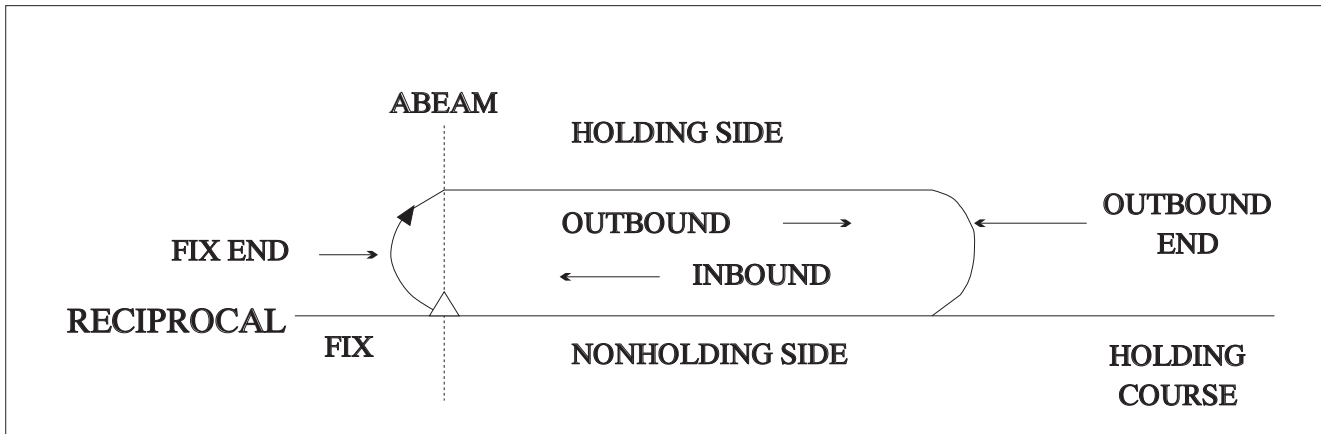 ABEAM
HOLDING SIDE
OUTBOUND
OUTBOUND
END
FIX END
INBOUND
RECIPROCAL
FIX
NONHOLDING SIDE
HOLDING
COURSE